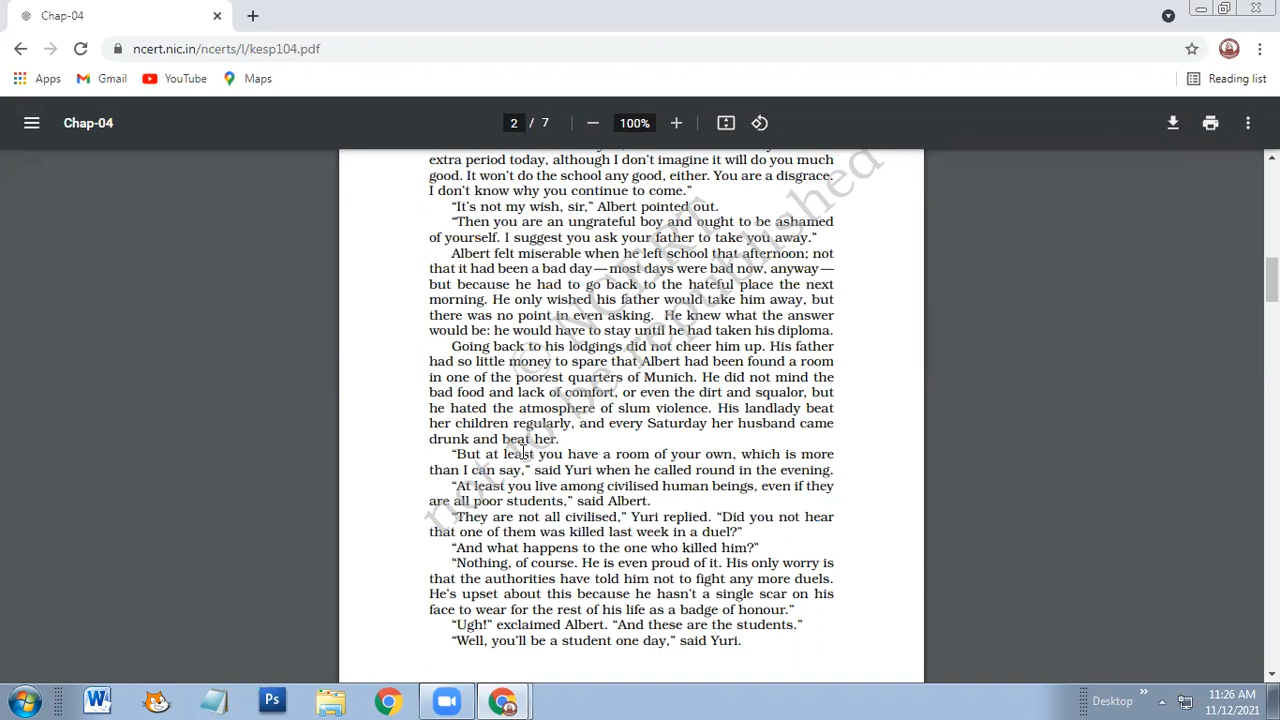 Chap-04
ncert.nic.in/ncerts/l/kesp104.pdf
Apps Gmail YouTube Maps Reading list
Chap-04 2 / 7 100%
extra period today, although I don't imagine it will do you much
good. It won't do the school any good, either. You are a disgrace.
I don't know why you continue to come.”
“It's not my wish, sir,” Albert pointed out.
“Then you are an ungrateful boy and ought to be ashamed
of yourself. I suggest you ask your father to take you away.”
Albert felt miserable when he left school that afternoon; not
that it had been a bad day — most days were bad now, anyway —
but because he had to go back to the hateful place the next
morning. He only wished his father would take him away, but
there was no point in even asking. He knew what the answer
would be: he would have to stay until he had taken his diploma.
Going back to his lodgings did not cheer him up. His father
had so little money to spare that Albert had been found a room
in one of the poorest quarters of Munich. He did not mind the
bad food and lack of comfort, or even the dirt and squalor, but
he hated the atmosphere of slum violence. His landlady beat
her children regularly, and every Saturday her husband came
drunk and beat her.
“But at least you have a room of your own, which is more
than I can say,” said Yuri when he called round in the evening.
“At least you live among civilised human beings, even if they
are all poor students,” said Albert.
“They are not all civilised,” Yuri replied. “Did you not hear
that one of them was killed last week in a duel?”
“And what happens to the one who killed him?”
“Nothing, of course. He is even proud of it. His only worry is
that the authorities have told him not to fight any more duels.
He's upset about this because he hasn't a single scar on his
face to wear for the rest of his life as a badge of honour.”
“Ugh!” exclaimed Albert. “And these are the students.”
“Well, you'll be a student one day,” said Yuri.
© NCERT
not to be republished
W Ps Desktop
11:26 AM
11/12/2021